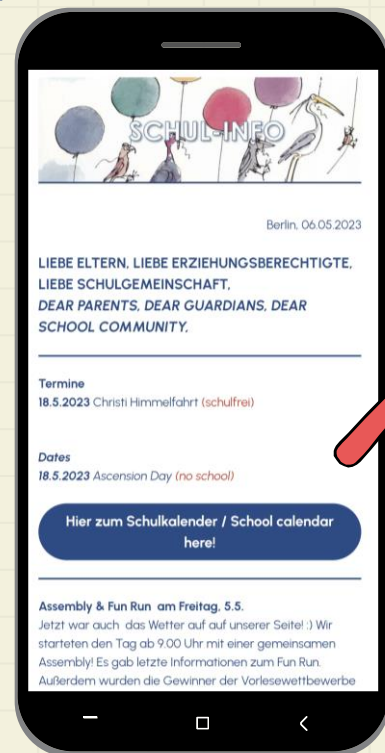 SCHUL-INFO
Berlin, 06.05.2023
LIEBE ELTERN, LIEBE ERZIEHUNGSBERECHTIGTE,
LIEBE SCHULGEMEINSCHAFT,
DEAR PARENTS, DEAR GUARDIANS, DEAR
SCHOOL COMMUNITY,
Termine
18.5.2023 Christi Himmelfahrt (schulfrei)
Dates
18.5.2023 Ascension Day (no school)
Hier zum Schulkalender / School calendar
here!
Assembly & Fun Run am Freitag, 5.5.
Jetzt war auch das Wetter auf auf unserer Seite! :) Wir
starteten den Tag ab 9.00 Uhr mit einer gemeinsamen
Assembly! Es gab letzte Informationen zum Fun Run.
Außerdem wurden die Gewinner der Vorlesewettbewerbe